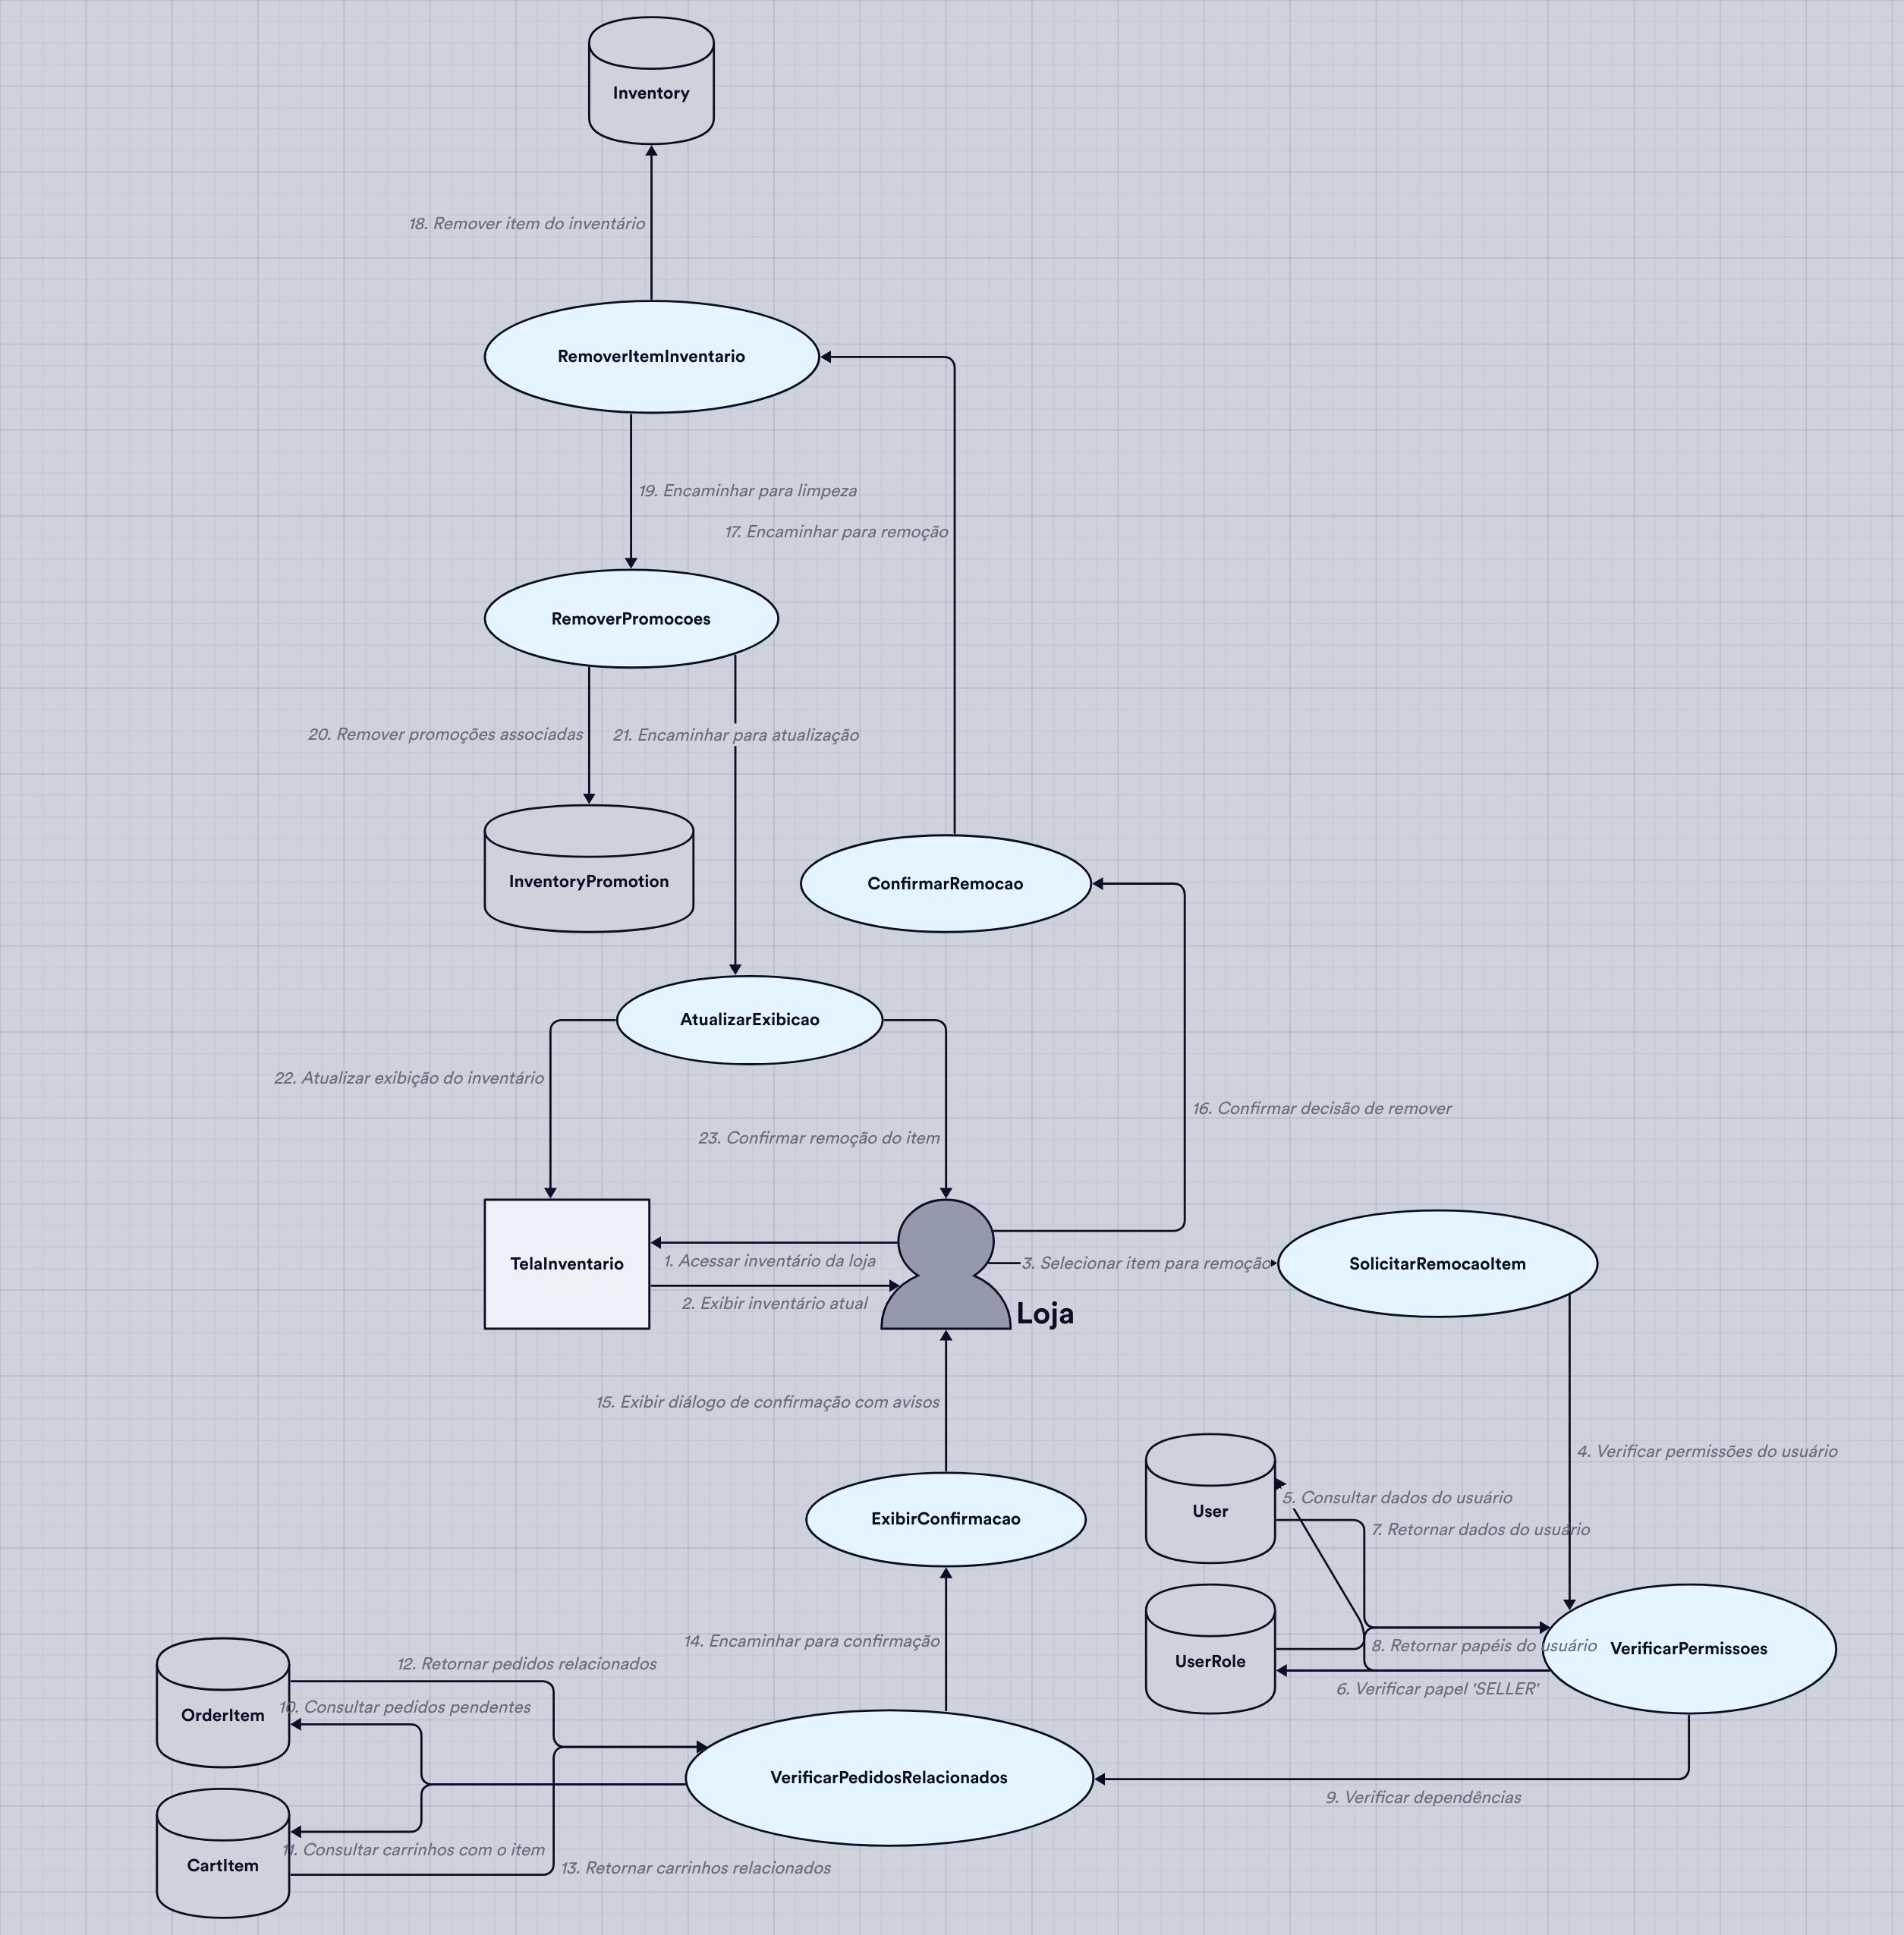 Inventory
18. Remover item do inventário
RemoverItemInventario
19. Encaminhar para limpeza
17. Encaminhar para remoção
RemoverPromocoes
20. Remover promoções associadas
21. Encaminhar para atualização
InventoryPromotion
ConfirmarRemocao
AtualizarExibicao
22. Atualizar exibição do inventário
16. Confirmar decisão de remover
23. Confirmar remoção do item
TelaInventario
1. Acessar inventário da loja
3. Selecionar item para remoção
SolicitarRemocaoItem
2. Exibir inventário atual
Loja
15. Exibir diálogo de confirmação com avisos
4. Verificar permissões do usuário
5. Consultar dados do usuário
User
ExibirConfirmacao
7. Retornar dados do usuário
14. Encaminhar para confirmação
8. Retornar papéis do usuário
VerificarPermissoes
UserRole
12. Retornar pedidos relacionados
6. Verificar papel 'SELLER'
10. Consultar pedidos pendentes
OrderItem
VerificarPedidosRelacionados
9. Verificar dependências
11. Consultar carrinhos com o item
CartItem
13. Retornar carrinhos relacionados